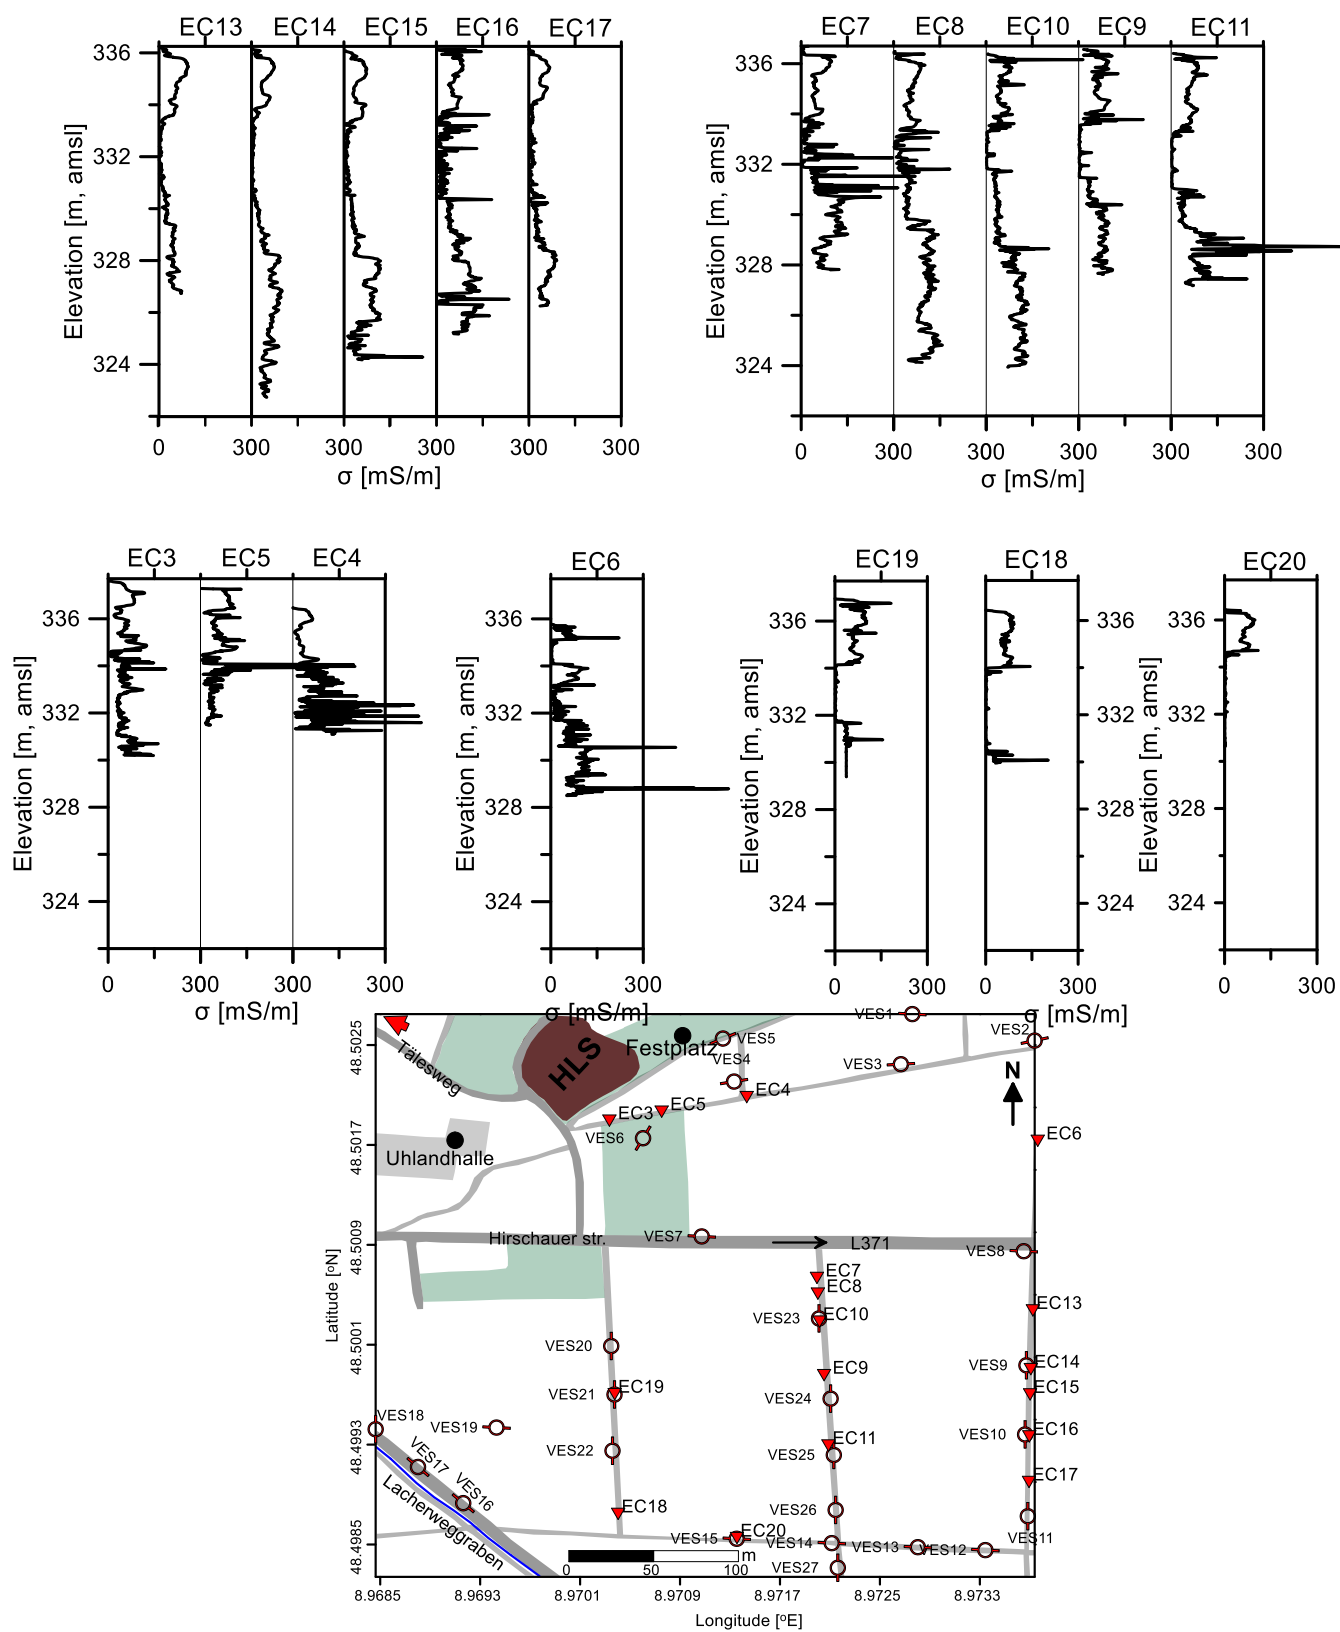 EC13 EC14 EC15 EC16 EC17
336
332
328
324
Elevation [m, amsl]
0 300 300 300 300 300
σ [mS/m]
EC7 EC8 EC10 EC9 EC11
336
332
328
324
Elevation [m, amsl]
0 300 300 300 300 300
σ [mS/m]
EC3 EC5 EC4
336
332
328
324
Elevation [m, amsl]
0 300 300 300
σ [mS/m]
EC6
336
332
328
324
Elevation [m, amsl]
0 300
σ [mS/m]
EC19
336
332
328
324
Elevation [m, amsl]
0 300
EC18
336
332
328
324
0 300
σ [mS/m]
EC20
Elevation [m, amsl]
336
332
328
324
0 300
VES1
VES2
VES5
Festplatz
HLS
VES4
VES3
Tälesweg
N
EC4
EC5
EC3
VES6
EC6
Uhlandhalle
Hirschauer str.
VES7
L371
VES8
EC7
EC8
VES23
EC10
EC13
VES20
VES9
EC14
EC9
VES21
EC19
VES24
EC15
VES18
VES19
EC11
VES10
EC16
VES22
VES25
VES17
VES16
EC17
Lacherweggraben
EC18
VES26
VES11
VES15
EC20
VES14
VES13
VES12
VES27
m
0 50 100
48.5025
48.5017
48.5009
48.5001
48.4993
48.4985
Latitude [oN]
8.9685 8.9693 8.9701 8.9709 8.9717 8.9725 8.9733
Longitude [oE]